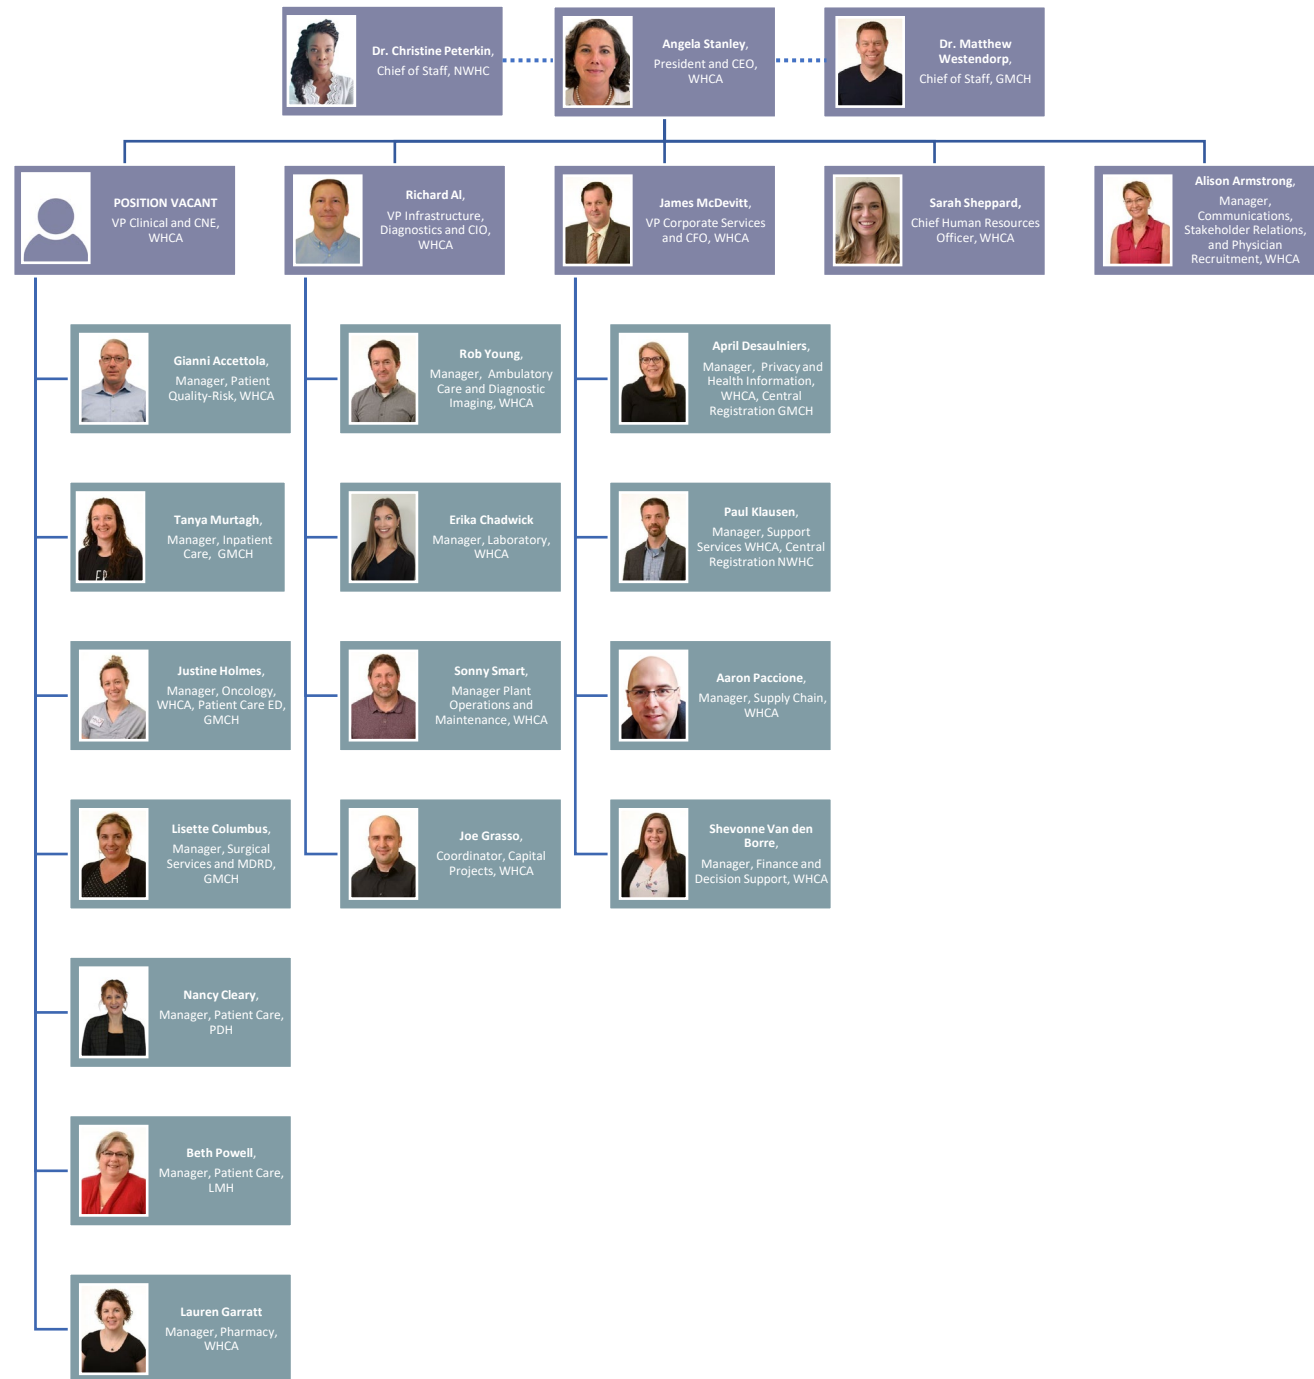 Dr. Christine Peterkin,
Chief of Staff, NWHC
Angela Stanley,
President and CEO,
WHCA
Dr. Matthew
Westendorp,
Chief of Staff, GMCH
POSITION VACANT
VP Clinical and CNE,
WHCA
Richard Al,
VP Infrastructure,
Diagnostics and CIO,
WHCA
James McDevitt,
VP Corporate Services
and CFO, WHCA
Sarah Sheppard,
Chief Human Resources
Officer, WHCA
Alison Armstrong,
Manager,
Communications,
Stakeholder Relations,
and Physician
Recruitment, WHCA
Gianni Accettola,
Manager, Patient
Quality-Risk, WHCA
Rob Young,
Manager, Ambulatory
Care and Diagnostic
Imaging, WHCA
April Desaulniers,
Manager, Privacy and
Health Information,
WHCA, Central
Registration GMCH
Tanya Murtagh,
Manager, Inpatient
Care, GMCH
Erika Chadwick
Manager, Laboratory,
WHCA
Paul Klausen,
Manager, Support
Services WHCA, Central
Registration NWHC
Justine Holmes,
Manager, Oncology,
WHCA, Patient Care ED,
GMCH
Sonny Smart,
Manager Plant
Operations and
Maintenance, WHCA
Aaron Paccione,
Manager, Supply Chain,
WHCA
Lisette Columbus,
Manager, Surgical
Services and MDRD,
GMCH
Joe Grasso,
Coordinator, Capital
Projects, WHCA
Shevonne Van den
Borre,
Manager, Finance and
Decision Support, WHCA
Nancy Cleary,
Manager, Patient Care,
PDH
Beth Powell,
Manager, Patient Care,
LMH
Lauren Garratt
Manager, Pharmacy,
WHCA